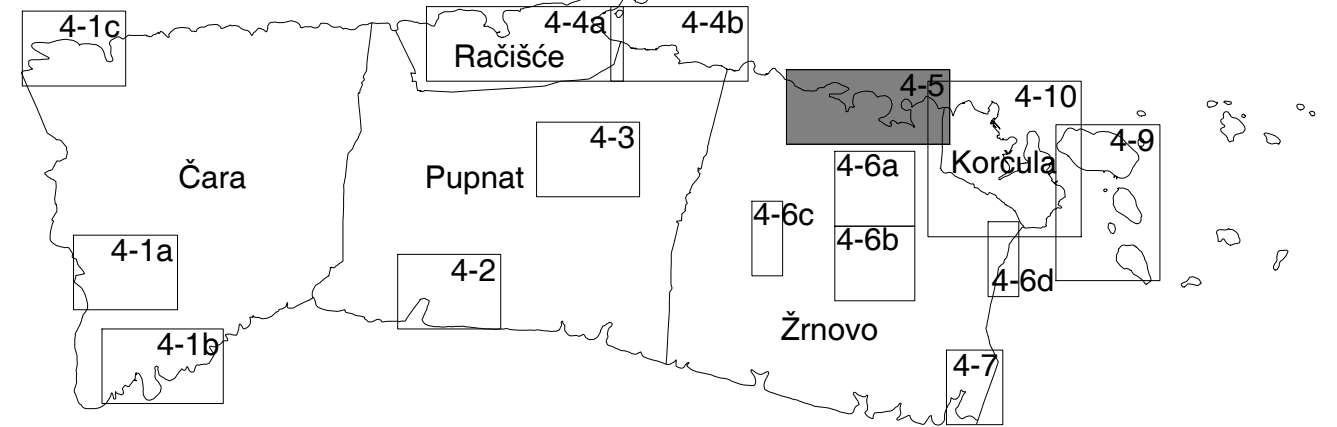 4-1c
4-4a
4-4b
Račišće
4-5
4-10
4-3
4-9
Čara
Pupnat
4-6a
Korčula
4-6c
4-6b
4-1a
4-2
4-6d
Žrnovo
4-1b
4-7